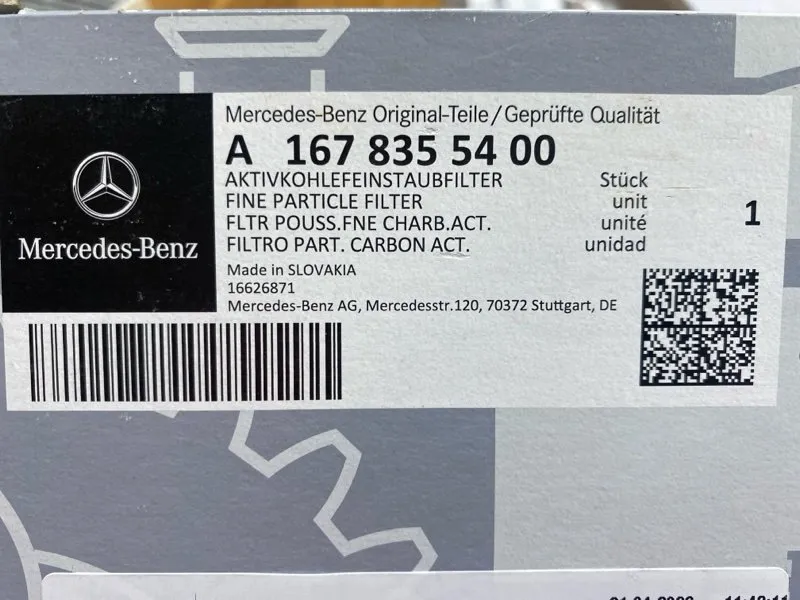 Mercedes-Benz Original-Teile/Geprüfte Qualität
A 167 835 54 00
AKTIVKOHLEFEINSTAUBFILTER Stück
FINE PARTICLE FILTER unit
FLTR POUSS.FNE CHARB.ACT. unité
FILTRO PART. CARBON ACT. unidad
1
Made in SLOVAKIA
16626871
Mercedes-Benz AG, Mercedesstr.120, 70372 Stuttgart, DE
Mercedes-Benz